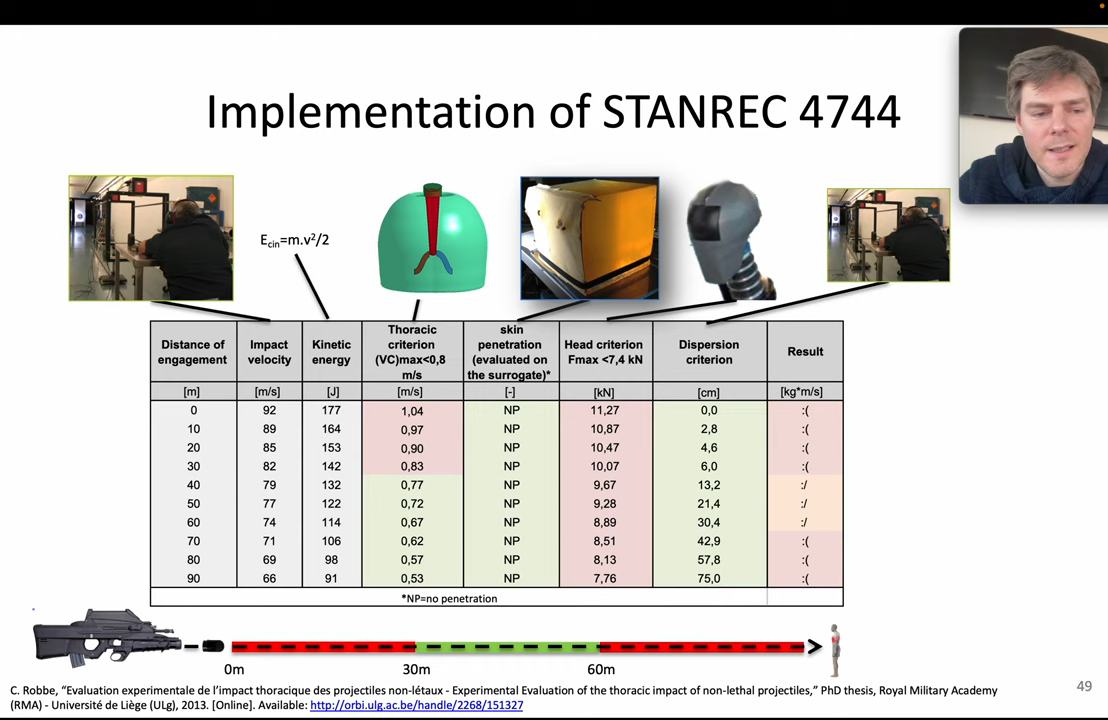 Implementation of STANREC 4744
Ecin=m.v²/2
Distance of engagement | Impact velocity | Kinetic energy | Thoracic criterion (VC)max<0,8 m/s | skin penetration (evaluated on the surrogate)* | Head criterion Fmax <7,4 kN | Dispersion criterion | Result
[m] | [m/s] | [J] | [m/s] | [-] | [kN] | [cm] | [kg*m/s]
0 | 92 | 177 | 1,04 | NP | 11,27 | 0,0 | :(
10 | 89 | 164 | 0,97 | NP | 10,87 | 2,8 | :(
20 | 85 | 153 | 0,90 | NP | 10,47 | 4,6 | :(
30 | 82 | 142 | 0,83 | NP | 10,07 | 6,0 | :(
40 | 79 | 132 | 0,77 | NP | 9,67 | 13,2 | :/
50 | 77 | 122 | 0,72 | NP | 9,28 | 21,4 | :/
60 | 74 | 114 | 0,67 | NP | 8,89 | 30,4 | :/
70 | 71 | 106 | 0,62 | NP | 8,51 | 42,9 | :(
80 | 69 | 98 | 0,57 | NP | 8,13 | 57,8 | :(
90 | 66 | 91 | 0,53 | NP | 7,76 | 75,0 | :(
*NP=no penetration
0m 30m 60m
C. Robbe, “Evaluation experimentale de l’impact thoracique des projectiles non-létaux - Experimental Evaluation of the thoracic impact of non-lethal projectiles,” PhD thesis, Royal Military Academy
(RMA) - Université de Liège (ULg), 2013. [Online]. Available: http://orbi.ulg.ac.be/handle/2268/151327
49